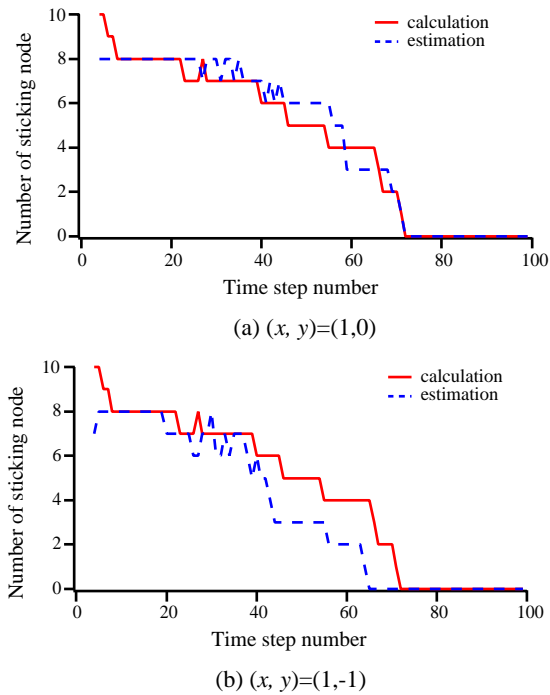 10
8
6
4
2
0
Number of sticking node
calculation
estimation
0 20 40 60 80 100
Time step number
(a) (x, y)=(1,0)
10
8
6
4
2
0
Number of sticking node
calculation
estimation
0 20 40 60 80 100
Time step number
(b) (x, y)=(1,-1)